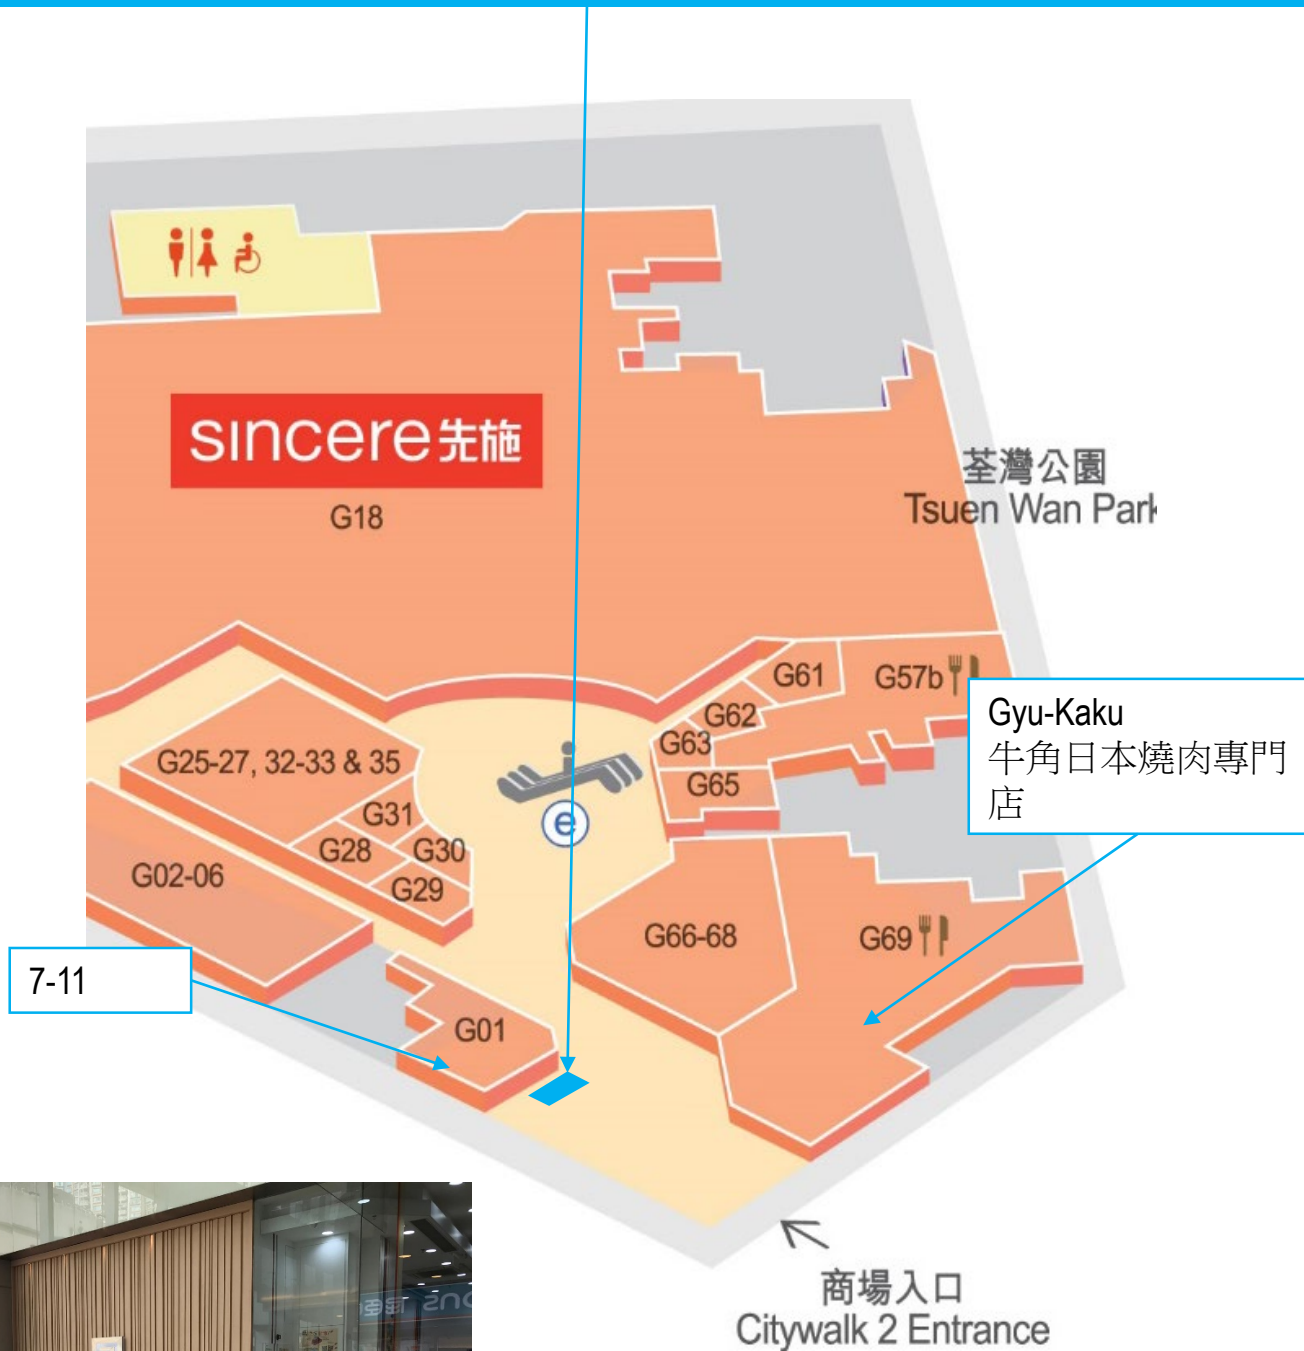 sincere先施
G18
荃灣公園
Tsuen Wan Park
G61
G57b
G62
G63
G65
Gyu-Kaku
牛角日本燒肉專門
店
G25-27, 32-33 & 35
G31
G28
G30
G29
e
G02-06
G66-68
G69
7-11
G01
商場入口
Citywalk 2 Entrance